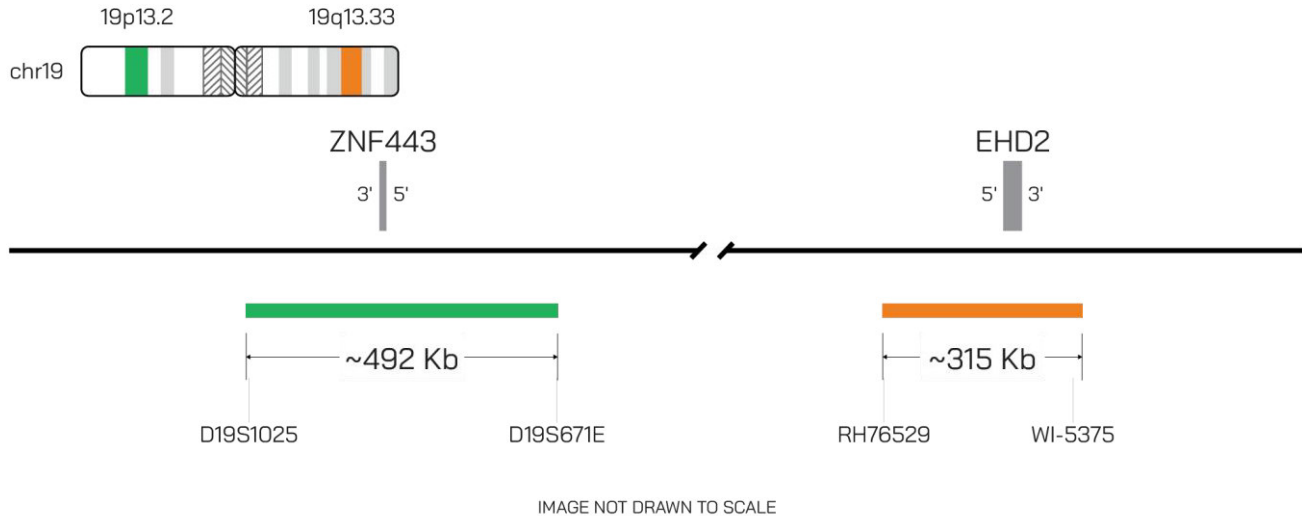 19p13.2 19q13.33
chr19
ZNF443 EHD2
3' 5' 5' 3'
~492 Kb ~315 Kb
D19S1025 D19S671E RH76529 WI-5375
IMAGE NOT DRAWN TO SCALE